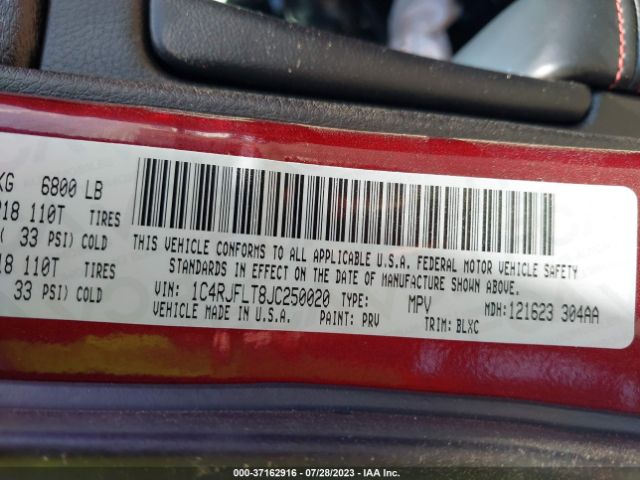 KG 6800 LB
18 110T TIRES
33 PSI) COLD
18 110T TIRES
33 PSI) COLD
THIS VEHICLE CONFORMS TO ALL APPLICABLE U.S.A. FEDERAL MOTOR VEHICLE SAFETY
STANDARDS IN EFFECT ON THE DATE OF MANUFACTURE SHOWN ABOVE.
VIN: 1C4RJFLT8JC250020 TYPE: MPV MDH:121623 304AA
VEHICLE MADE IN U.S.A. PAINT: PRV TRIM: BLXC
000-37162916 - 07/28/2023 - IAA Inc.